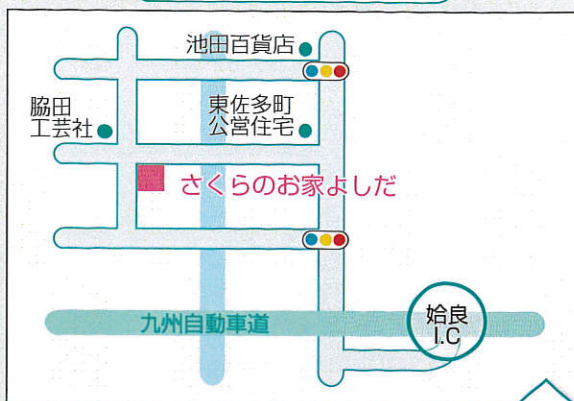 池田百貨店
脇田
工芸社
東佐多町
公営住宅
さくらのお家よしだ
九州自動車道
姶良
I.C